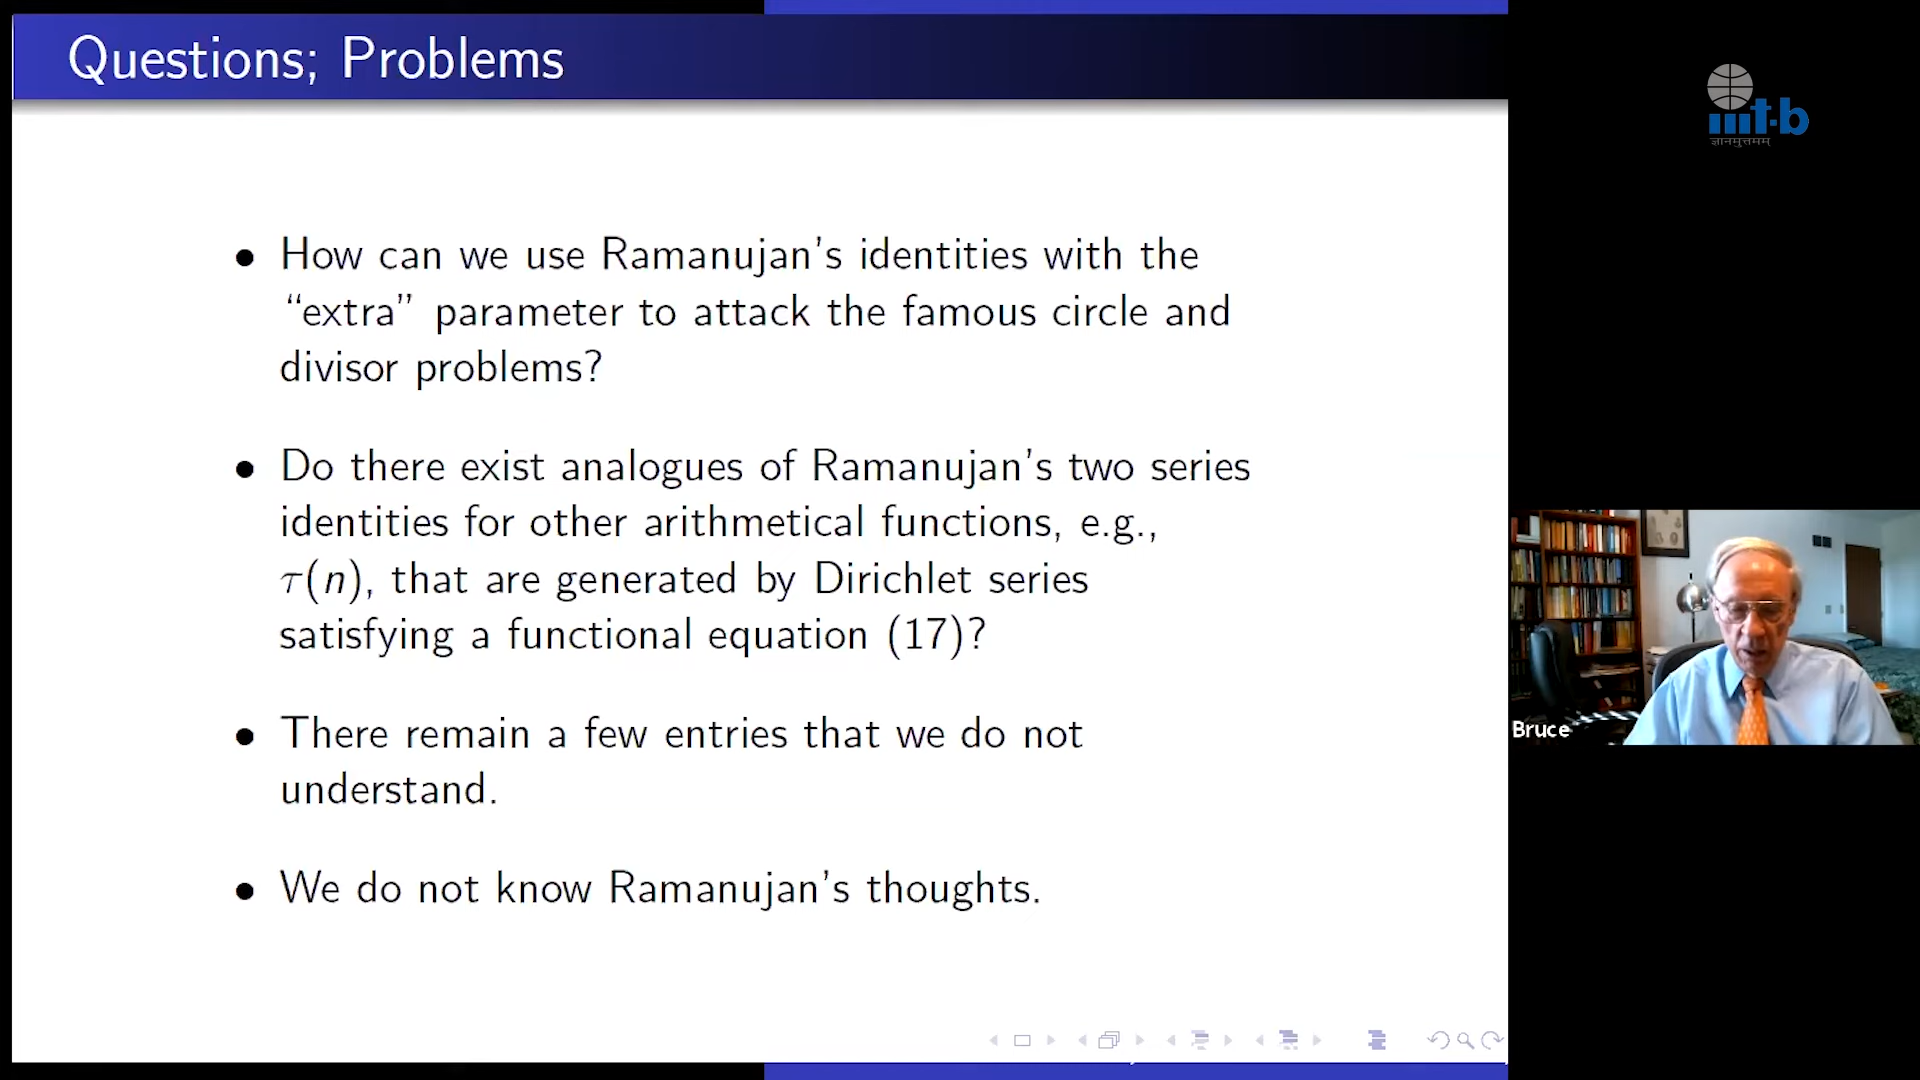 Questions; Problems
• How can we use Ramanujan's identities with the
“extra” parameter to attack the famous circle and
divisor problems?
• Do there exist analogues of Ramanujan's two series
identities for other arithmetical functions, e.g.,
τ(n), that are generated by Dirichlet series
satisfying a functional equation (17)?
• There remain a few entries that we do not
understand.
• We do not know Ramanujan's thoughts.
iiit-b
ज्ञानमुत्तमम्
Bruce